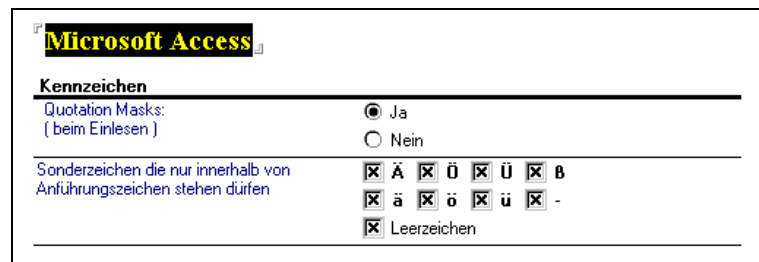 Microsoft Access
Kennzeichen
Quotation Masks:
( beim Einlesen )
Ja
Nein
Sonderzeichen die nur innerhalb von
Anführungszeichen stehen dürfen
Ä Ö Ü ß
ä ö ü -
Leerzeichen